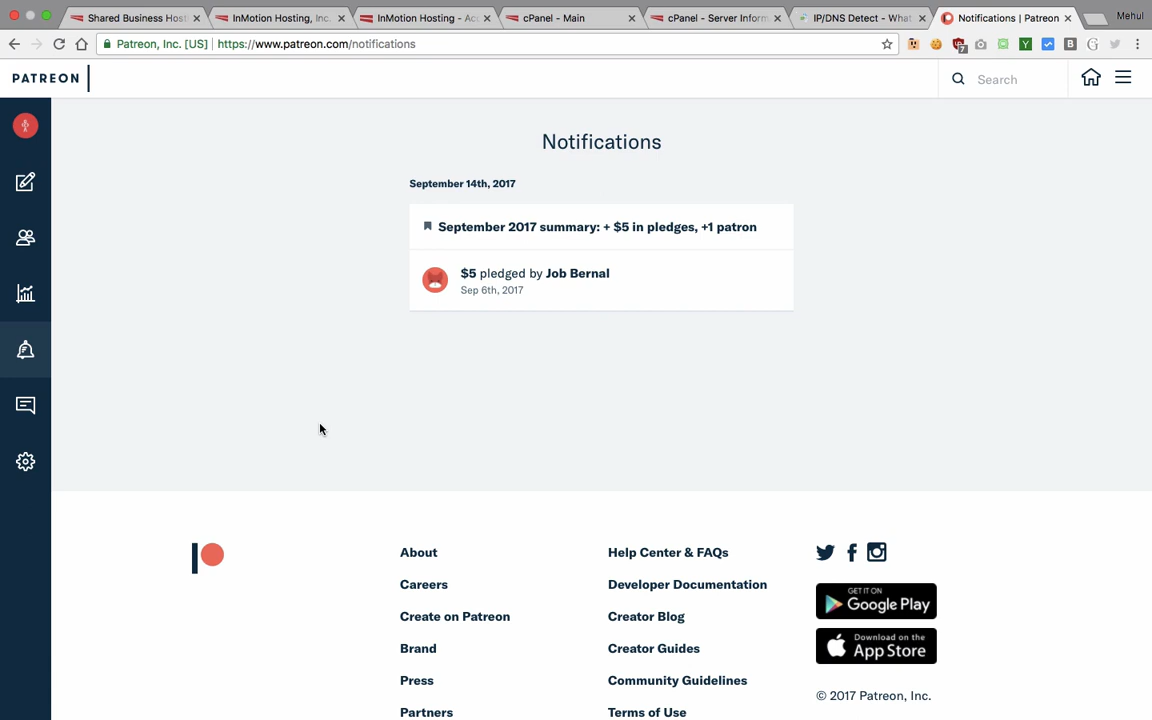 Shared Business Hosti
InMotion Hosting, Inc.
InMotion Hosting - Ac
cPanel - Main
cPanel - Server Inform
IP/DNS Detect - What
Notifications | Patreon
Mehul
Patreon, Inc. [US] | https://www.patreon.com/notifications
7
Y
B
G
PATREON
Search
Notifications
September 14th, 2017
September 2017 summary: + $5 in pledges, +1 patron
$5 pledged by Job Bernal
Sep 6th, 2017
About
Careers
Create on Patreon
Brand
Press
Partners
Help Center & FAQs
Developer Documentation
Creator Blog
Creator Guides
Community Guidelines
Terms of Use
GET IT ON
Google Play
Download on the
App Store
© 2017 Patreon, Inc.